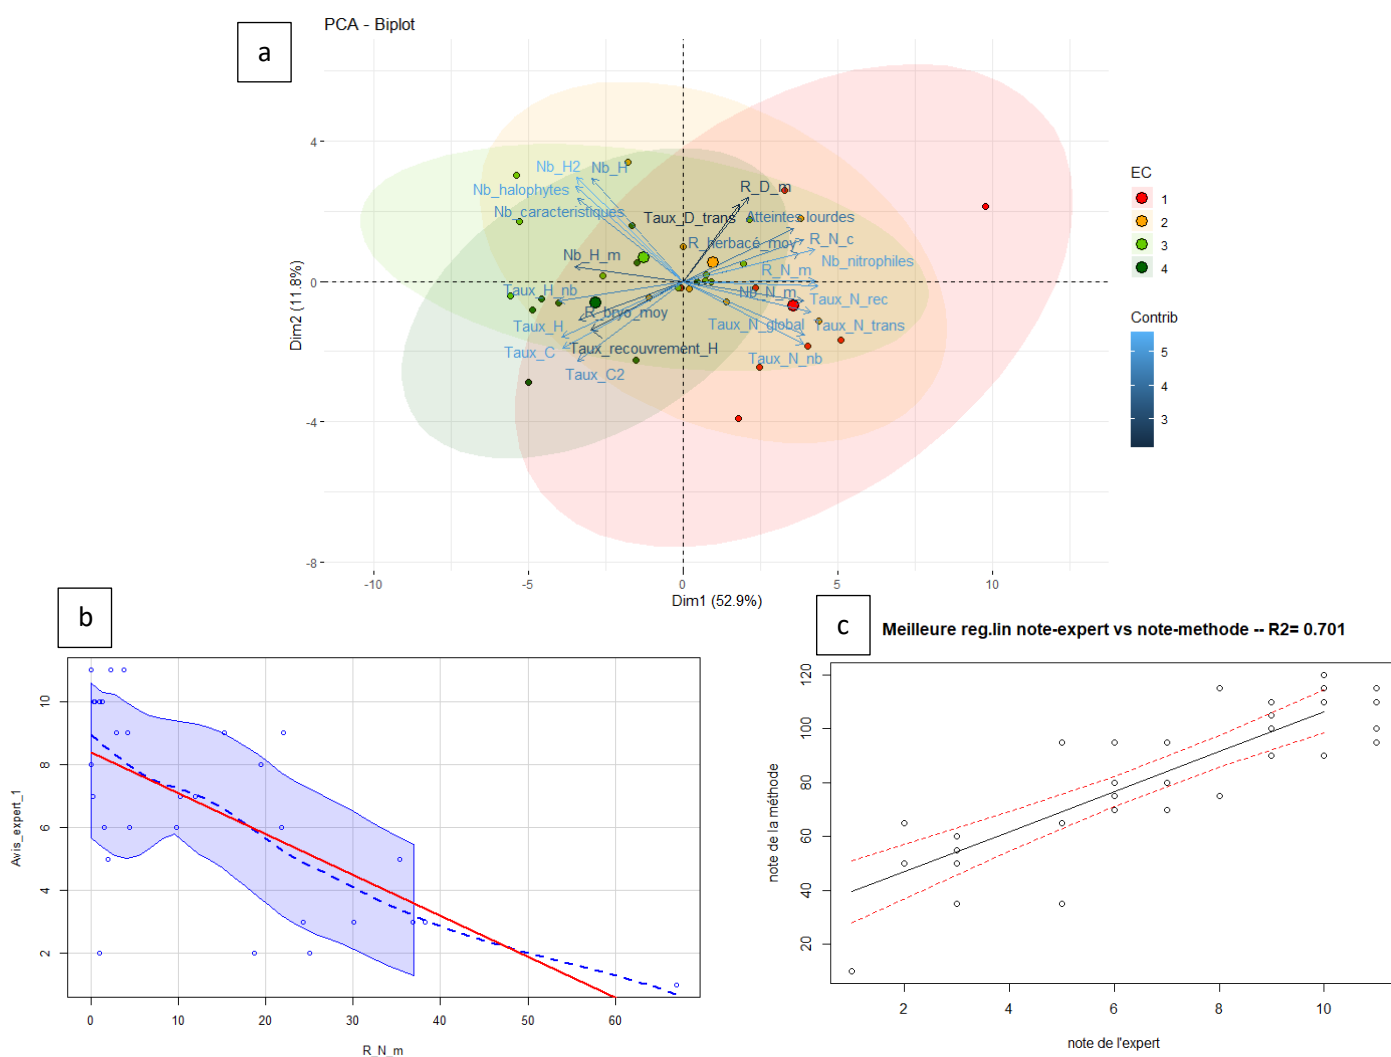 PCA - Biplot
a
Nb_H2
Nb_H
Nb_halophytes
Nb_caracteristiques
R_D_m
Taux_D_trans
Atteintes_lourdes
R_herbacé_moy
R_N_c
Nb_nitrophiles
Nb_H_m
R_N_m
Taux_H_nb
Nb_N_m
Taux_N_rec
R_bryo_moy
Taux_H
Taux_N_global
Taux_N_trans
Taux_C
Taux_recouvrement_H
Taux_N_nb
Taux_C2
4
0
-4
-8
Dim2 (11.8%)
-10
-5
0
5
10
Dim1 (52.9%)
EC
1
2
3
4
Contrib
5
4
3
b
10
8
6
4
2
Avis_expert_1
0
10
20
30
40
50
60
R_N_m
c
Meilleure reg.lin note-expert vs note-methode -- R2= 0.701
120
100
80
60
40
20
note de la méthode
2
4
6
8
10
note de l'expert